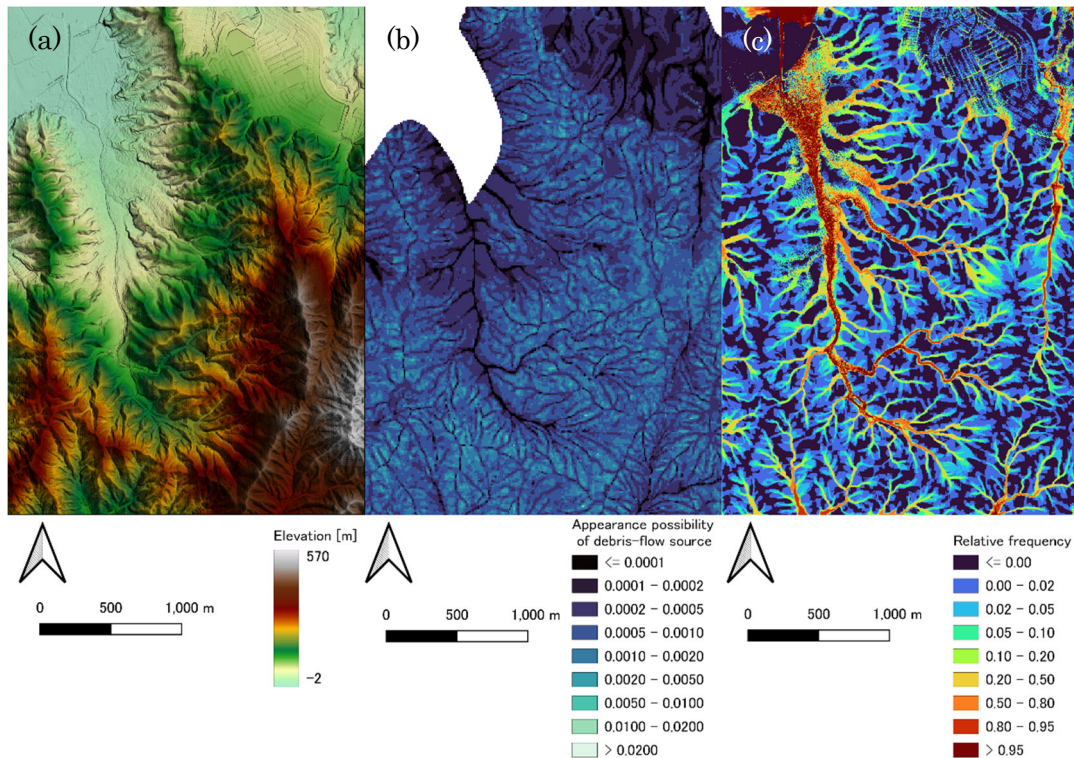 (a)
(b)
(c)
Elevation [m]
570
-2
0 500 1,000 m
Appearance possibility
of debris-flow source
<= 0.0001
0.0001 - 0.0002
0.0002 - 0.0005
0.0005 - 0.0010
0.0010 - 0.0020
0.0020 - 0.0050
0.0050 - 0.0100
0.0100 - 0.0200
> 0.0200
0 500 1,000 m
Relative frequency
<= 0.00
0.00 - 0.02
0.02 - 0.05
0.05 - 0.10
0.10 - 0.20
0.20 - 0.50
0.50 - 0.80
0.80 - 0.95
> 0.95
0 500 1,000 m